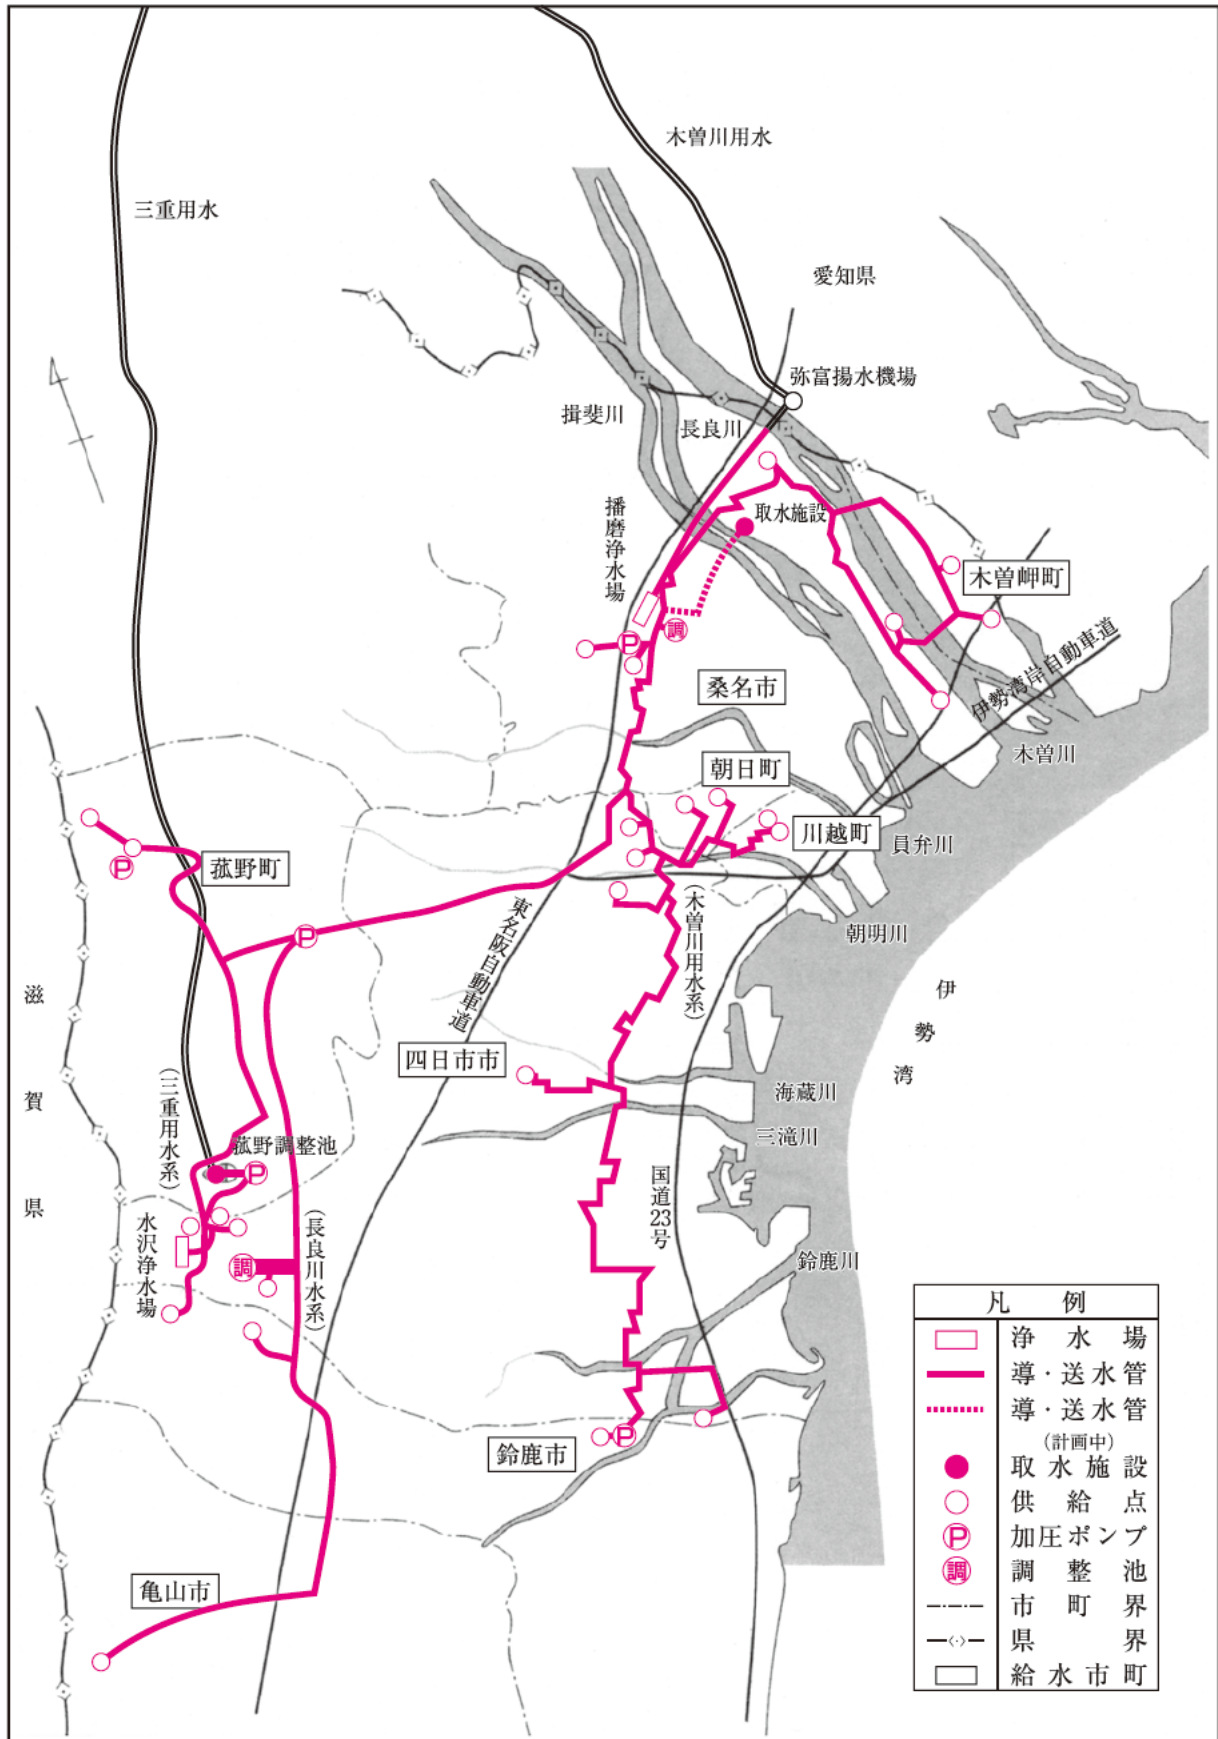 木曽川用水
三重用水
愛知県
弥富揚水機場
揖斐川
長良川
播磨浄水場
取水施設
木曽岬町
調
P
桑名市
伊勢湾岸自動車道
木曽川
朝日町
川越町
員弁川
菰野町
P
P
東名阪自動車道
(木曽川用水系)
朝明川
伊勢湾
滋賀県
四日市市
海蔵川
三滝川
(三重用水系)
菰野調整池
P
国道23号
水沢浄水場
調
(長良川水系)
鈴鹿川
鈴鹿市
P
亀山市
凡例
浄水場
導・送水管
導・送水管
(計画中)
取水施設
供給点
P 加圧ポンプ
調 調整池
市町界
県界
給水市町